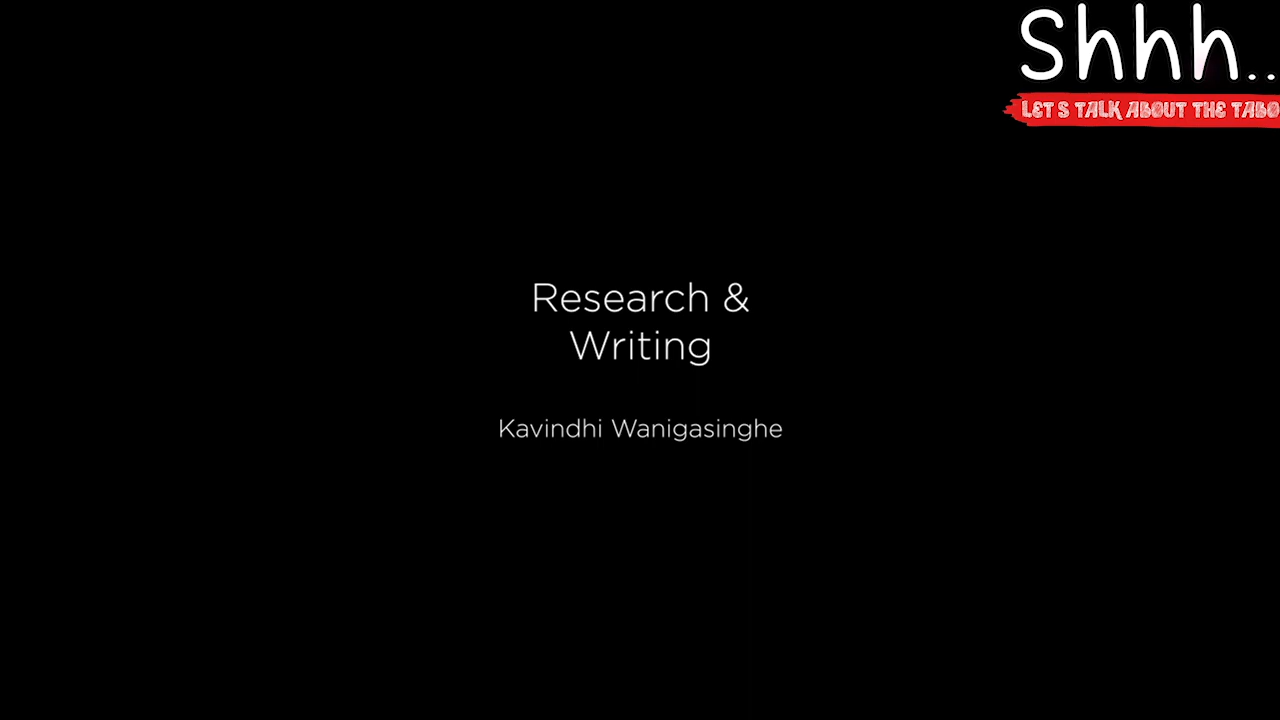 Shhh..
LET'S TALK ABOUT THE TABO
Research &
Writing
Kavindhi Wanigasinghe